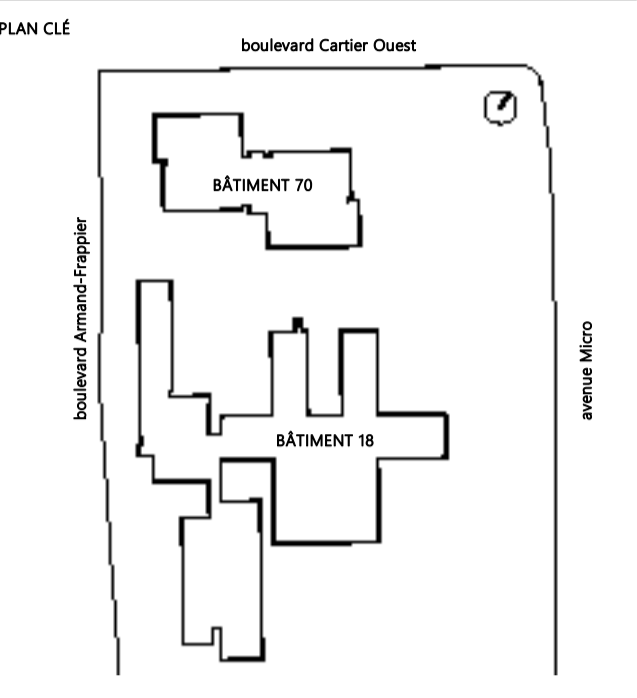 PLAN CLÉ
boulevard Cartier Ouest
BÂTIMENT 70
boulevard Armand-Frappier
avenue Micro
BÂTIMENT 18